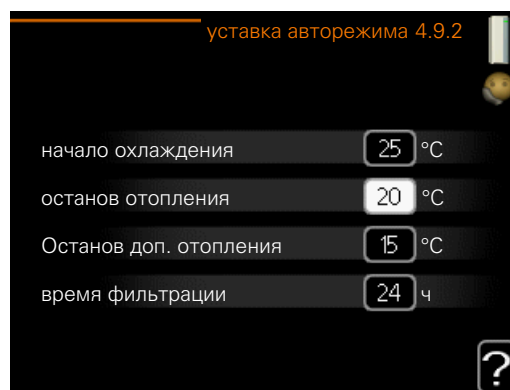 уставка авторежима 4.9.2
начало охлаждения 25 °C
останов отопления 20 °C
Останов доп. отопления 15 °C
время фильтрации 24 ч
?